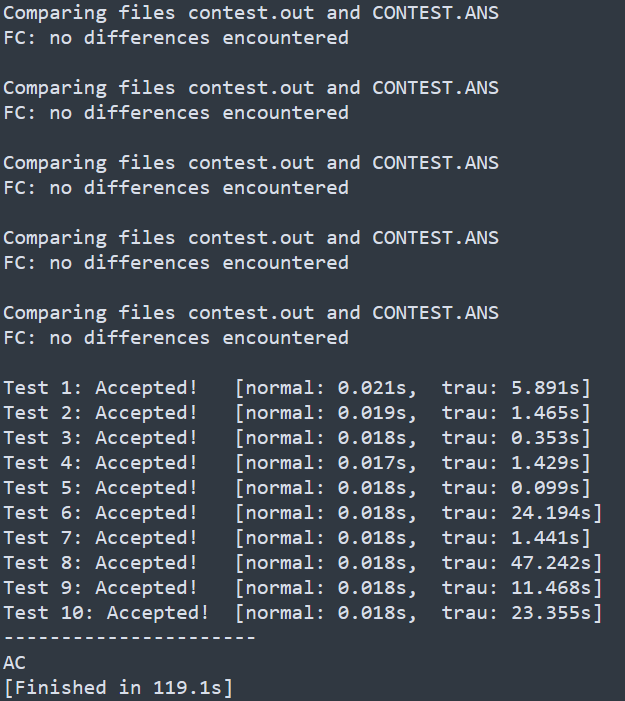 Comparing files contest.out and CONTEST.ANS
FC: no differences encountered
Comparing files contest.out and CONTEST.ANS
FC: no differences encountered
Comparing files contest.out and CONTEST.ANS
FC: no differences encountered
Comparing files contest.out and CONTEST.ANS
FC: no differences encountered
Comparing files contest.out and CONTEST.ANS
FC: no differences encountered
Test 1: Accepted!   [normal: 0.021s,  trau: 5.891s]
Test 2: Accepted!   [normal: 0.019s,  trau: 1.465s]
Test 3: Accepted!   [normal: 0.018s,  trau: 0.353s]
Test 4: Accepted!   [normal: 0.017s,  trau: 1.429s]
Test 5: Accepted!   [normal: 0.018s,  trau: 0.099s]
Test 6: Accepted!   [normal: 0.018s,  trau: 24.194s]
Test 7: Accepted!   [normal: 0.018s,  trau: 1.441s]
Test 8: Accepted!   [normal: 0.018s,  trau: 47.242s]
Test 9: Accepted!   [normal: 0.018s,  trau: 11.468s]
Test 10: Accepted!  [normal: 0.018s,  trau: 23.355s]
----------------------
AC
[Finished in 119.1s]